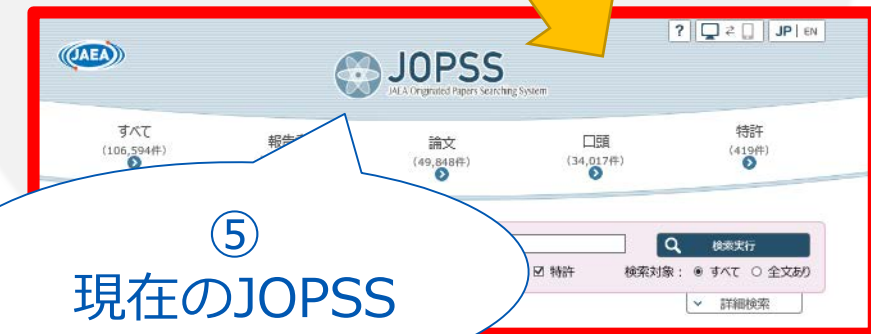 ? JP | EN
(JAEA)
JOPSS
JAEA Originated Papers Searching System
すべて
(106,594件)
報告
論文
(49,848件)
口頭
(34,017件)
特許
(419件)
⑤
現在のJOPSS
検索実行
特許 検索対象： すべて 全文あり
詳細検索